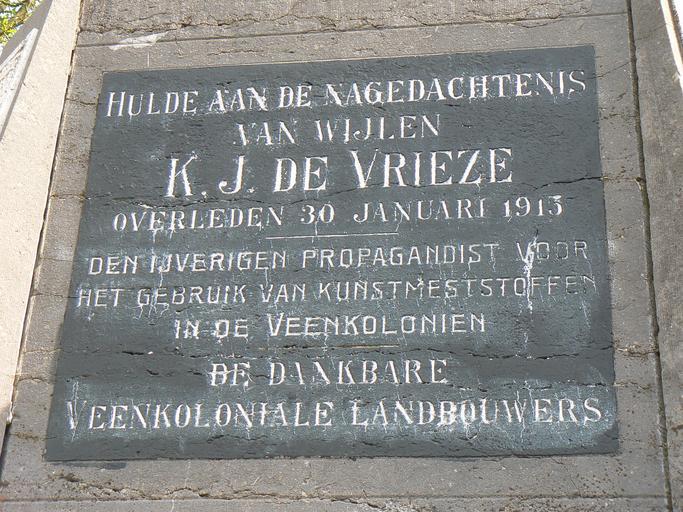 HULDE AAN DE NAGEDACHTENIS
VAN WIJLEN
K. J. DE VRIEZE
OVERLEDEN 30 JANUARI 1915
DEN IJVERIGEN PROPAGANDIST VOOR
HET GEBRUIK VAN KUNSTMESTSTOFFEN
IN DE VEENKOLONIEN
DE DANKBARE
VEENKOLONIALE LANDBOUWERS